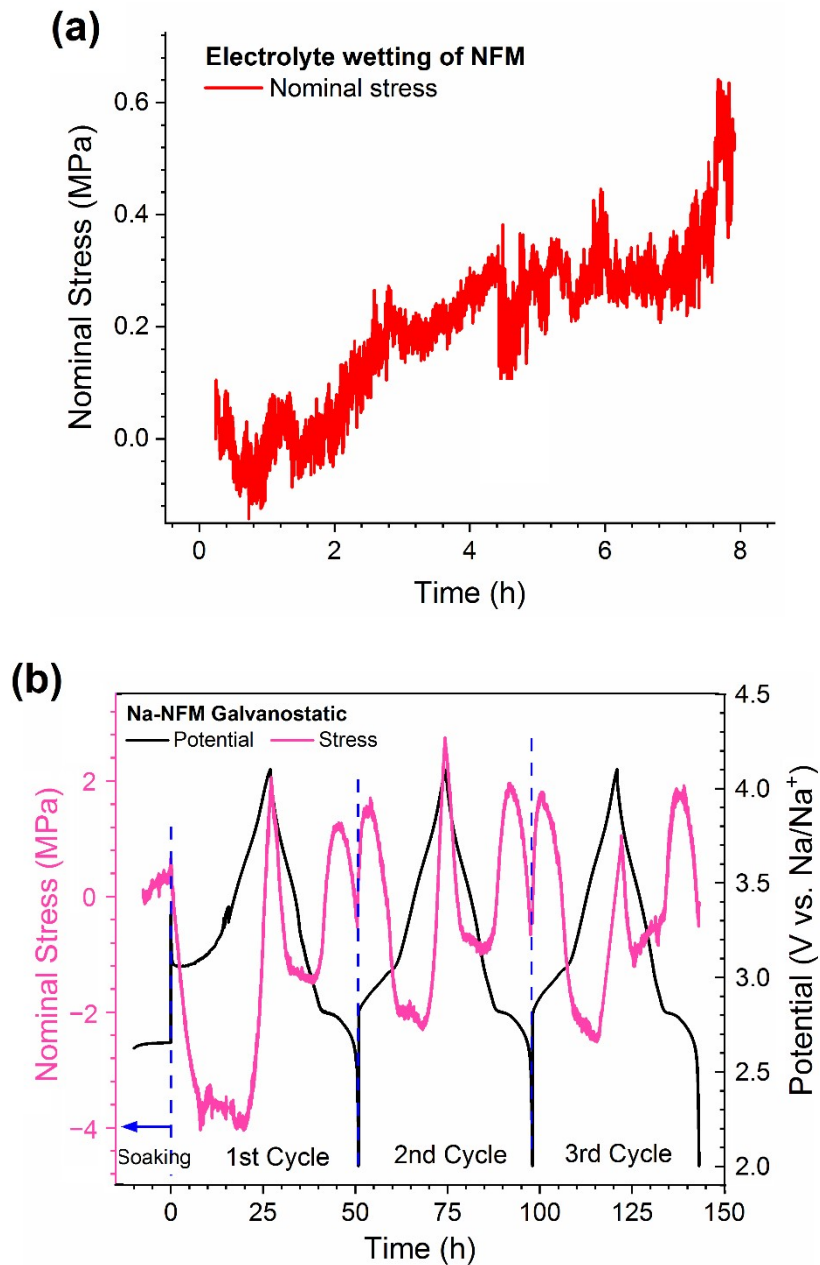 (a)
Electrolyte wetting of NFM
Nominal stress
Nominal Stress (MPa)
0.6
0.4
0.2
0.0
0 2 4 6 8
Time (h)
(b)
Na-NFM Galvanostatic
Potential Stress
Nominal Stress (MPa)
2
0
−2
−4
4.5
4.0
3.5
3.0
2.5
2.0
Potential (V vs. Na/Na⁺)
Soaking 1st Cycle 2nd Cycle 3rd Cycle
0 25 50 75 100 125 150
Time (h)